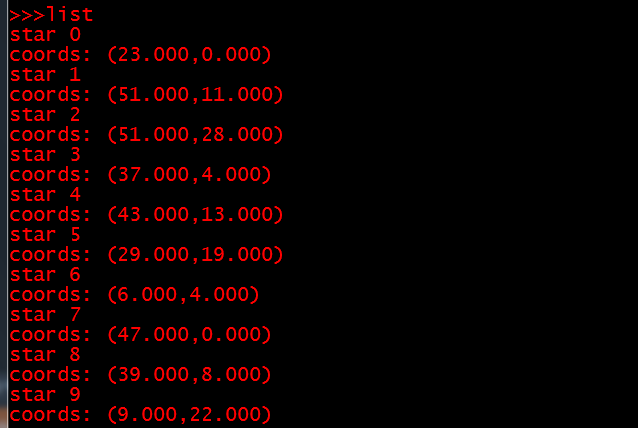 >>>list
star 0
coords: (23.000,0.000)
star 1
coords: (51.000,11.000)
star 2
coords: (51.000,28.000)
star 3
coords: (37.000,4.000)
star 4
coords: (43.000,13.000)
star 5
coords: (29.000,19.000)
star 6
coords: (6.000,4.000)
star 7
coords: (47.000,0.000)
star 8
coords: (39.000,8.000)
star 9
coords: (9.000,22.000)